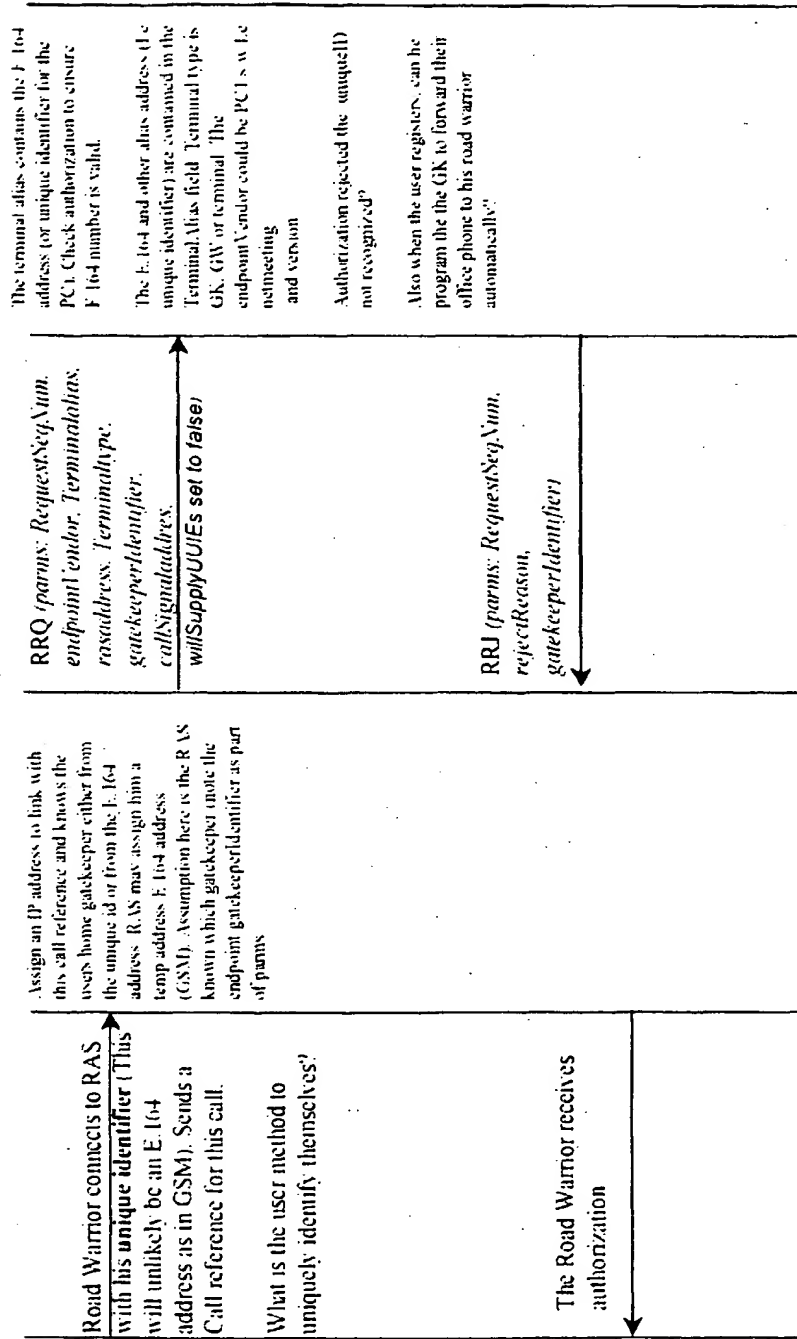 Road Warrior connects to RAS
with his unique identifier (This
will unlikely be an E.164
address as in GSM). Sends a
Call reference for this call.
What is the user method to
uniquely identify themselves?
The Road Warrior receives
authorization
Assign an IP address to link with
this call reference and knows the
users home gatekeeper either from
the unique id or from the E.164
address. RAS may assign him a
temp address E.164 address
(GSM). Assumption here is the RAS
known which gatekeeper (note the
endpoint gatekeeperIdentifier as part
of parms
RRQ (parms: RequestSeqNum,
endpointVendor, Terminalalias,
rasaddress, Terminaltype,
gatekeeperIdentifier,
callSignaladdres,
willSupplyUUIEs set to false)
RRJ (parms: RequestSeqNum,
rejectReason,
gatekeeperIdentifier)
The terminal alias contains the E.164
address (or unique identifier for the
PC). Check authorization to ensure
E.164 number is valid.
The E.164 and other alias address (i.e
unique identifier) are contained in the
TerminalAlias field. Terminal type is
GK, GW or terminal. The
endpointVendor could be PC1 s w i.e
netmeeting
and version
Authorization rejected the uniqueID
not recognized?
Also when the user registers, can he
program the the GK to forward their
office phone to his road warrior
automatically?